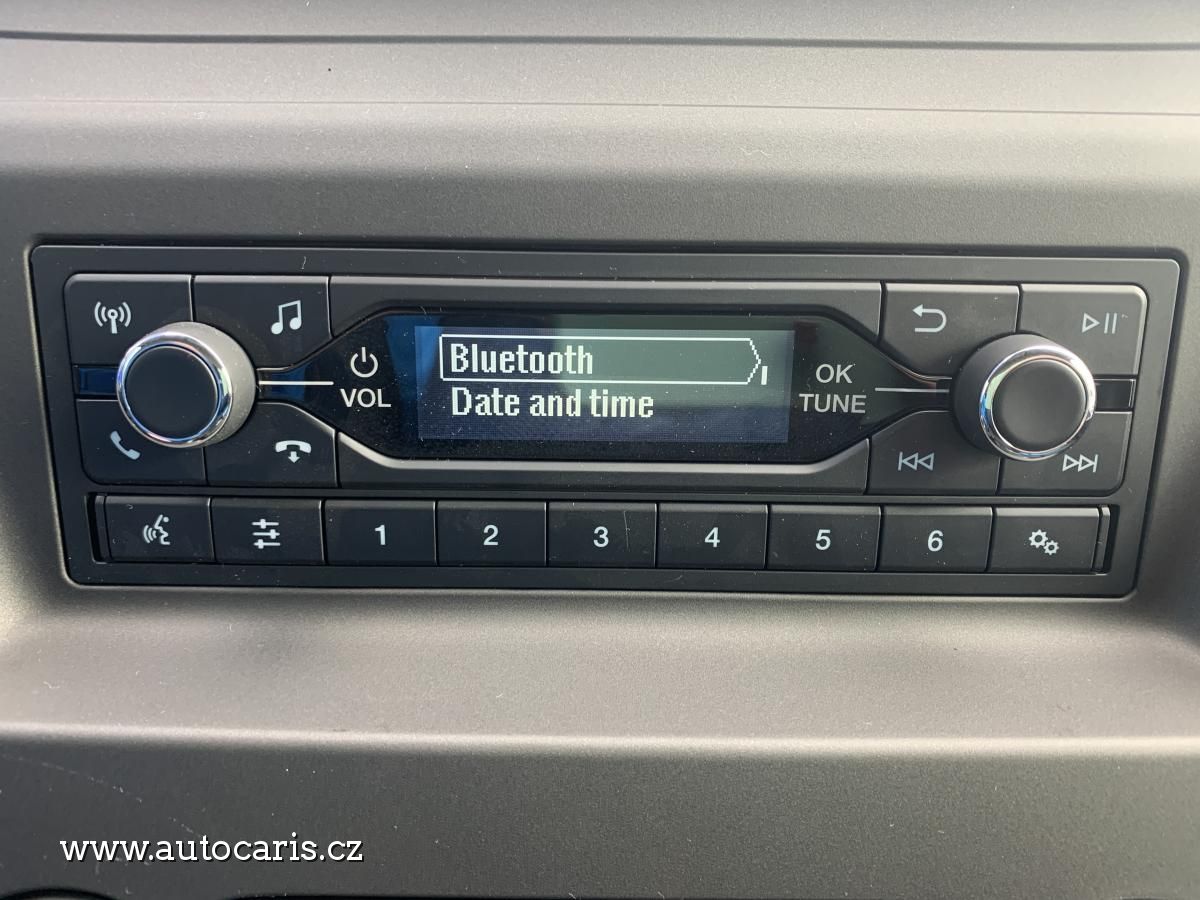 Bluetooth
Date and time
VOL
OK
TUNE
1 2 3 4 5 6
www.autocaris.cz